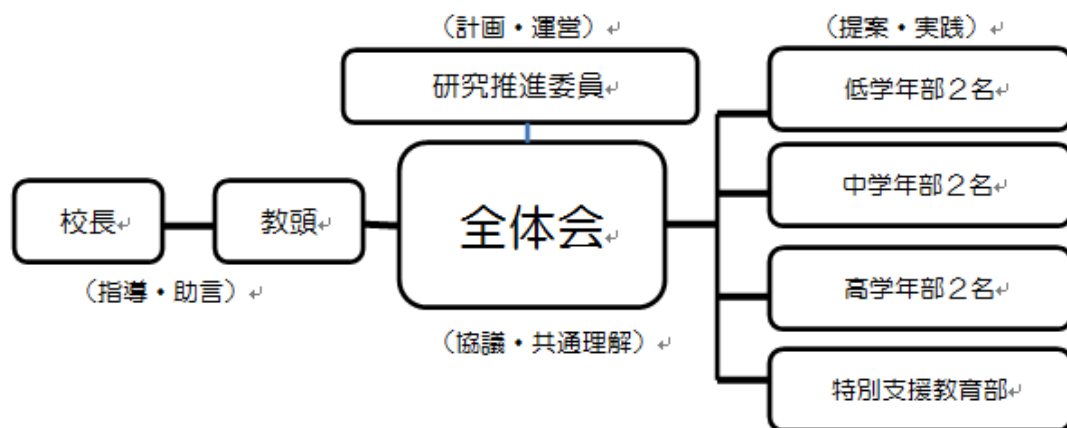 （計画・運営）
研究推進委員
（提案・実践）
低学年部２名
中学年部２名
高学年部２名
特別支援教育部
校長
教頭
（指導・助言）
全体会
（協議・共通理解）